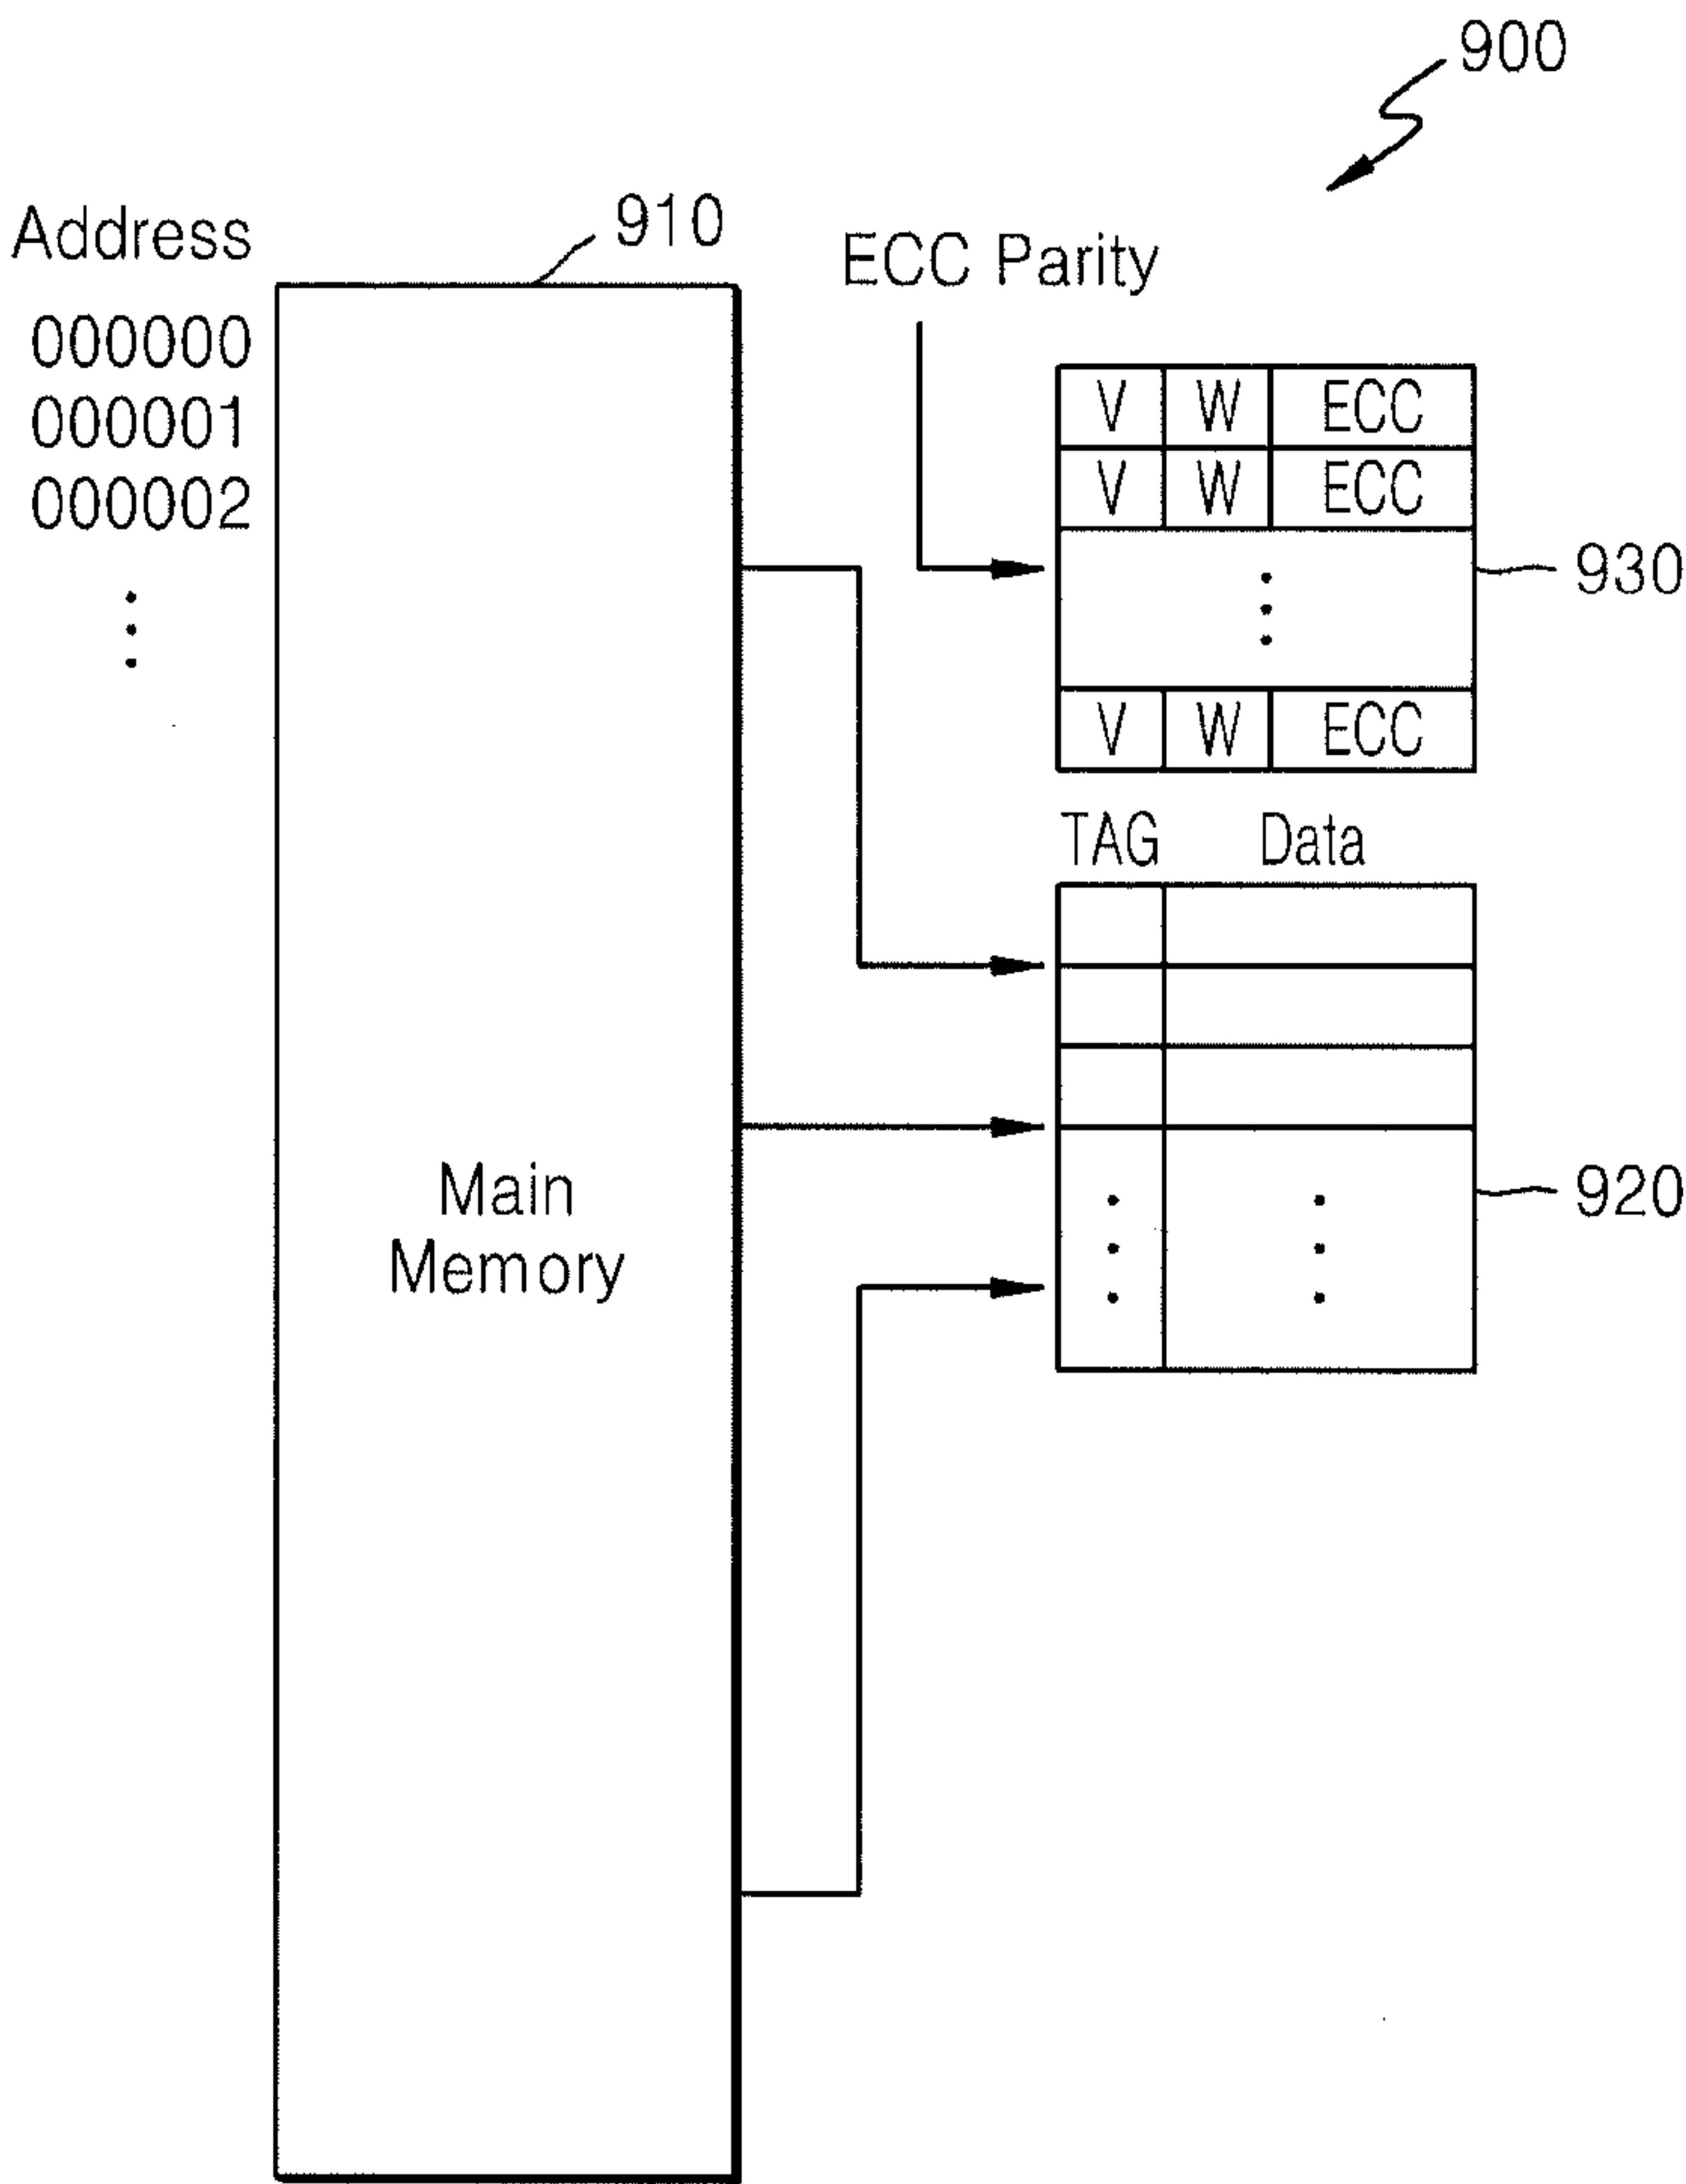 900
910
Address
ECC Parity
000000
000001
000002
V W ECC
V W ECC
930
V W ECC
TAG Data
Main
Memory
920